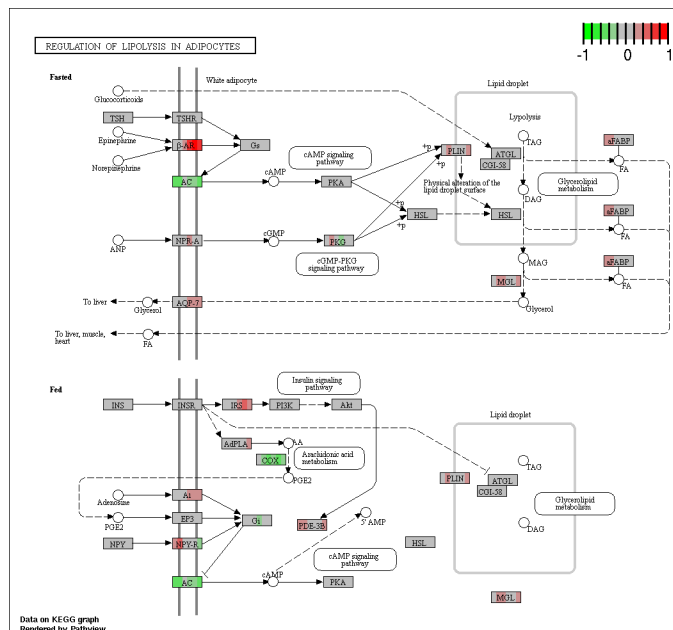 REGULATION OF LIPOLYSIS IN ADIPOCYTES
-1 0 1
Fasted
White adipocyte
Lipid droplet
Glucocorticoids
TSH
TSHR
Lypolysis
Epinepinine
β-AR
Gs
TAG
aFABP
Norepinephrine
cAMP signaling
pathway
+p
PLIN
ATGL
CGI-58
FA
AC
cAMP
PKA
+p
Physical alteration of the
lipid droplet surface
Glycerolipid
metabolism
DAG
+p
HSL
HSL
aFABP
+p
FA
ANP
NPR-A
cGMP
PKG
cGMP-PKG
signaling pathway
MAG
aFABP
MGL
FA
To liver
Glycerol
AQP-7
Glycerol
To liver, muscle,
heart
FA
Fed
Insulin signaling
pathway
INS
INSR
IRS
PI3K
Akt
Lipid droplet
AdPLA
AA
COX
Arachidonic acid
metabolism
TAG
PGE2
PLIN
ATGL
CGI-58
Adenosine
A1
Glycerolipid
metabolism
PGE2
EP3
Gi
PDE-3B
5' AMP
DAG
NPY
NPY-R
HSL
cAMP signaling
pathway
AC
cAMP
PKA
MGL
Data on KEGG graph
Rendered by Pathview